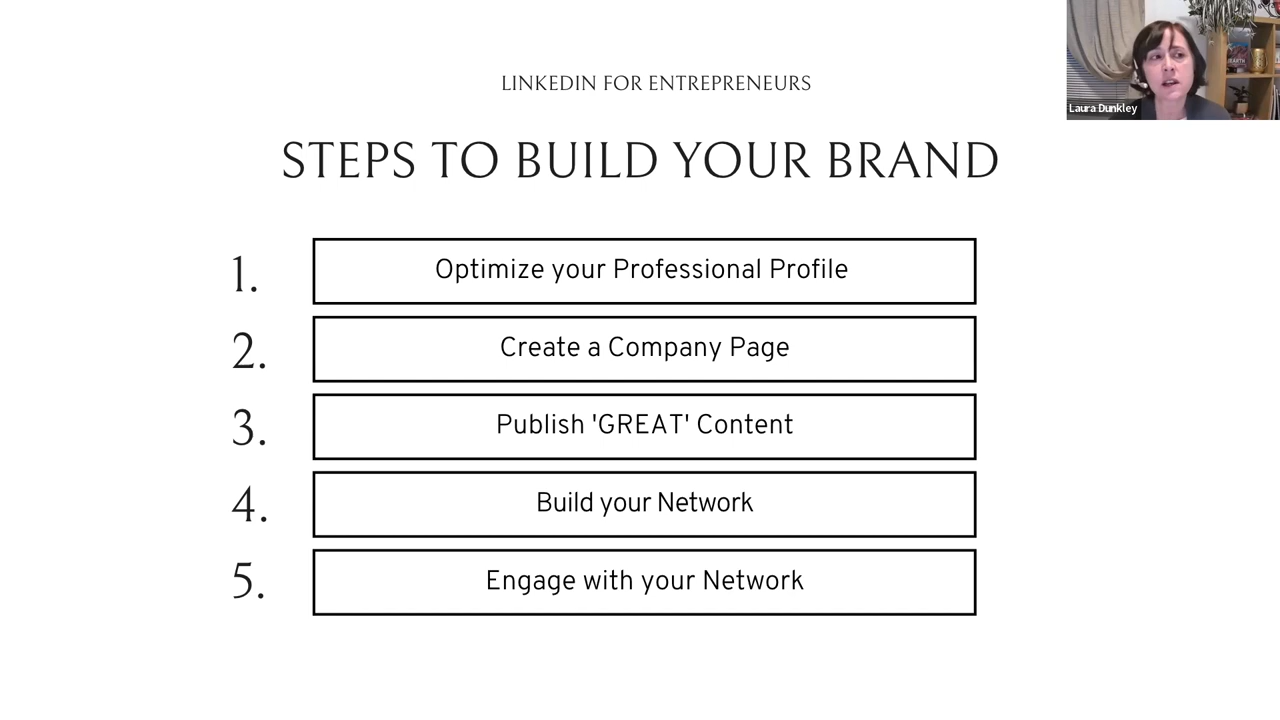 LINKEDIN FOR ENTREPRENEURS
STEPS TO BUILD YOUR BRAND
1. Optimize your Professional Profile
2. Create a Company Page
3. Publish 'GREAT' Content
4. Build your Network
5. Engage with your Network
Laura Dunkley